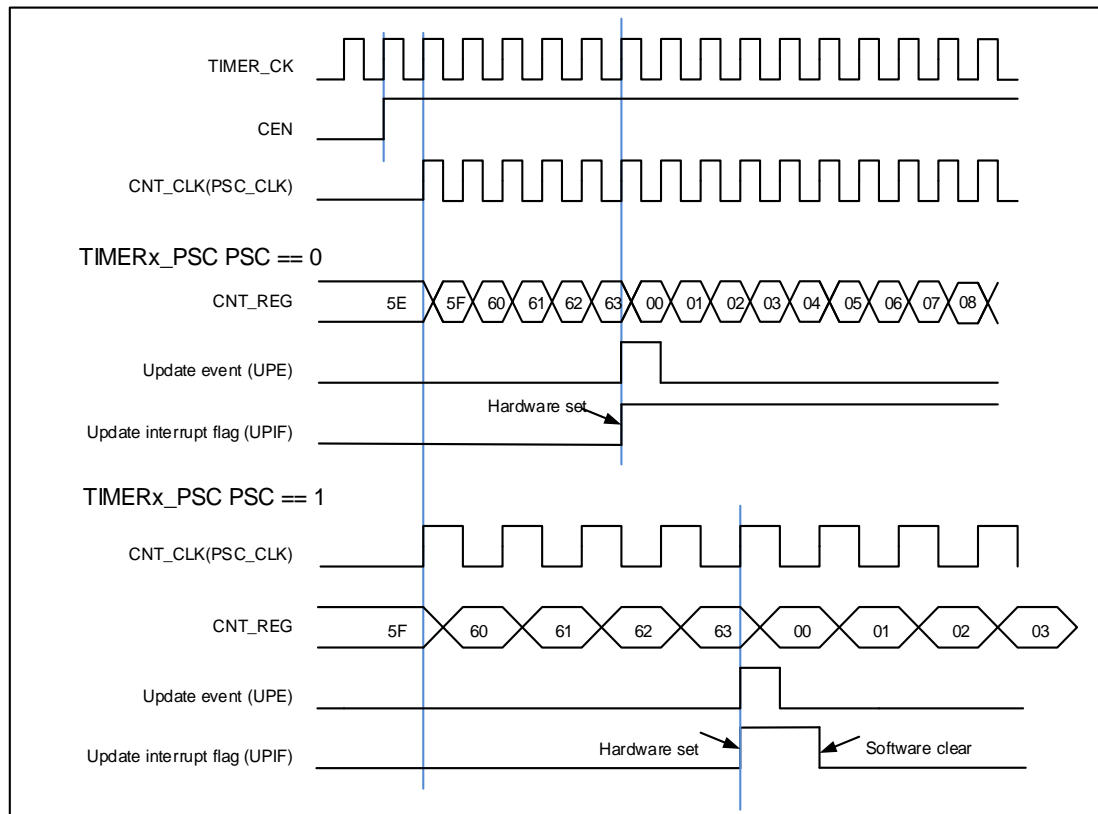 TIMER_CK
CEN
CNT_CLK(PSC_CLK)
TIMERx_PSC PSC == 0
CNT_REG 5E 5F 60 61 62 63 00 01 02 03 04 05 06 07 08
Update event (UPE)
Hardware set
Update interrupt flag (UPIF)
TIMERx_PSC PSC == 1
CNT_CLK(PSC_CLK)
CNT_REG 5F 60 61 62 63 00 01 02 03
Update event (UPE)
Update interrupt flag (UPIF) Hardware set Software clear